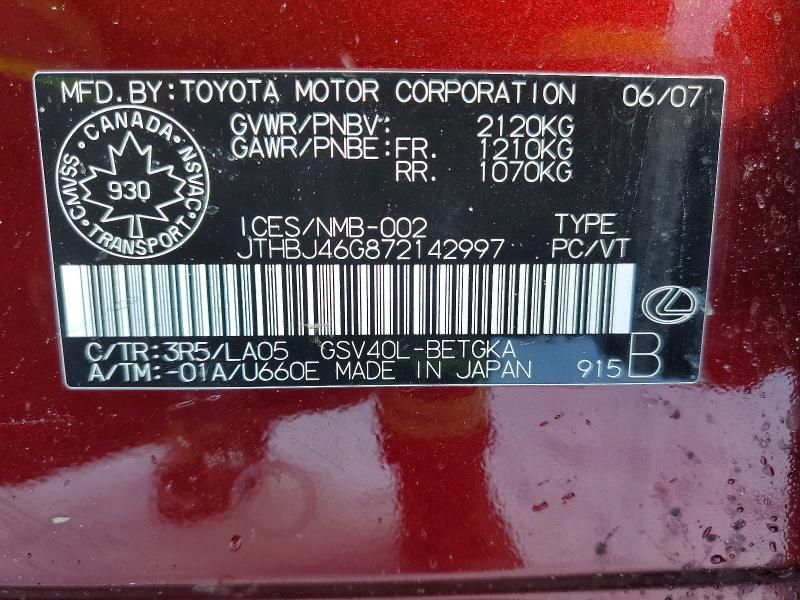 MFD.BY:TOYOTA MOTOR CORPORATION 06/07
GVWR/PNBV: 2120KG
GAWR/PNBE: FR. 1210KG
RR. 1070KG
CANADA
CMVSS 930 NSVAC
TRANSPORT
ICES/NMB-002 TYPE
JTHBJ46G872142997 PC/VT
C/TR:3R5/LA05 GSV40L-BETGKA
A/TM:-01A/U660E MADE IN JAPAN 915 B